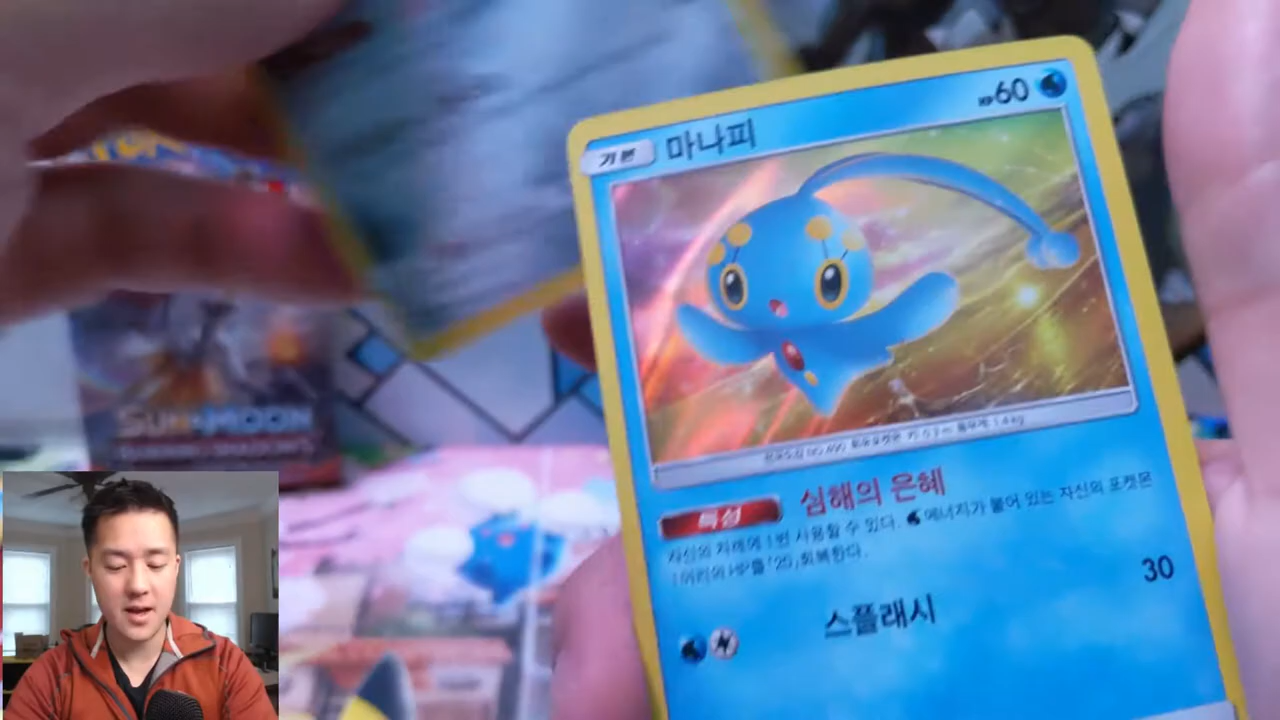 기본 마나피 HP60
특성 심해의 은혜
자신의 차례에 1번 사용할 수 있다. 에너지가 붙어 있는 자신의 포켓몬
1마리의 HP를 「20」 회복한다.
스플래시 30
SUN & MOON